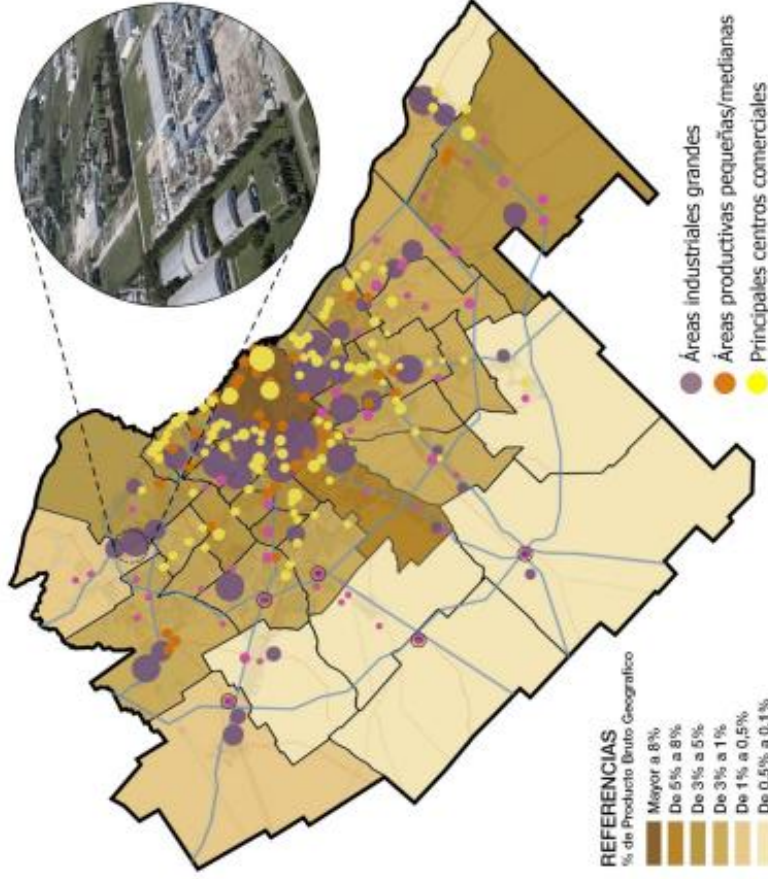 Áreas industriales grandes
Áreas productivas pequeñas/medianas
Principales centros comerciales
REFERENCIAS
% de Producto Bruto Geográfico
Mayor a 8%
De 5% a 8%
De 3% a 5%
De 3% a 1%
De 1% a 0,5%
De 0,5% a 0,1%